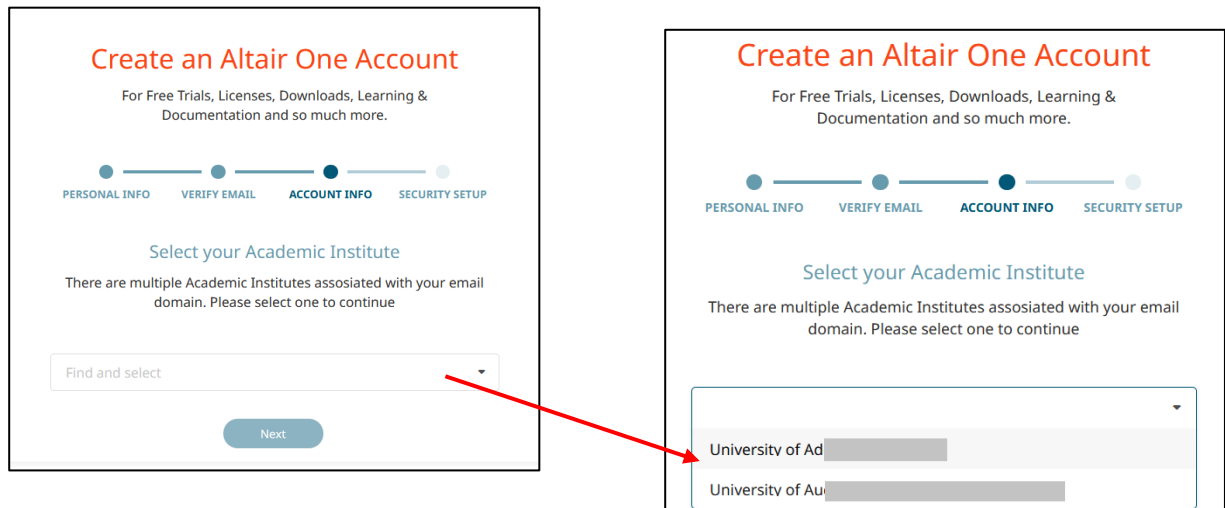 Create an Altair One Account
For Free Trials, Licenses, Downloads, Learning &
Documentation and so much more.
PERSONAL INFO VERIFY EMAIL ACCOUNT INFO SECURITY SETUP
Select your Academic Institute
There are multiple Academic Institutes assosiated with your email
domain. Please select one to continue
Find and select
Next
Create an Altair One Account
For Free Trials, Licenses, Downloads, Learning &
Documentation and so much more.
PERSONAL INFO VERIFY EMAIL ACCOUNT INFO SECURITY SETUP
Select your Academic Institute
There are multiple Academic Institutes assosiated with your email
domain. Please select one to continue
University of Ad
University of Au